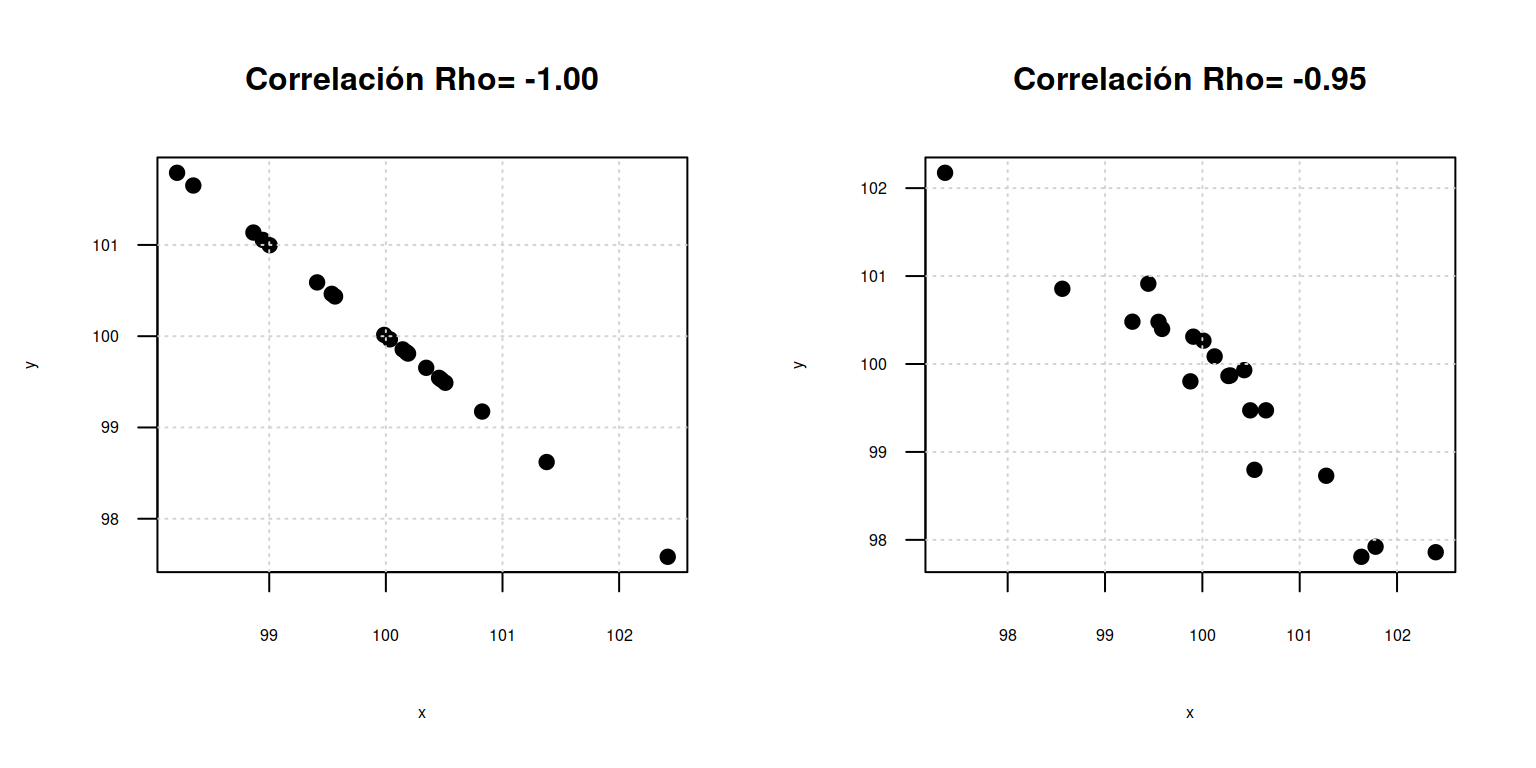 Correlación Rho= -1.00
101
100
99
98
y
99 100 101 102
x
Correlación Rho= -0.95
102
101
100
99
98
y
98 99 100 101 102
x